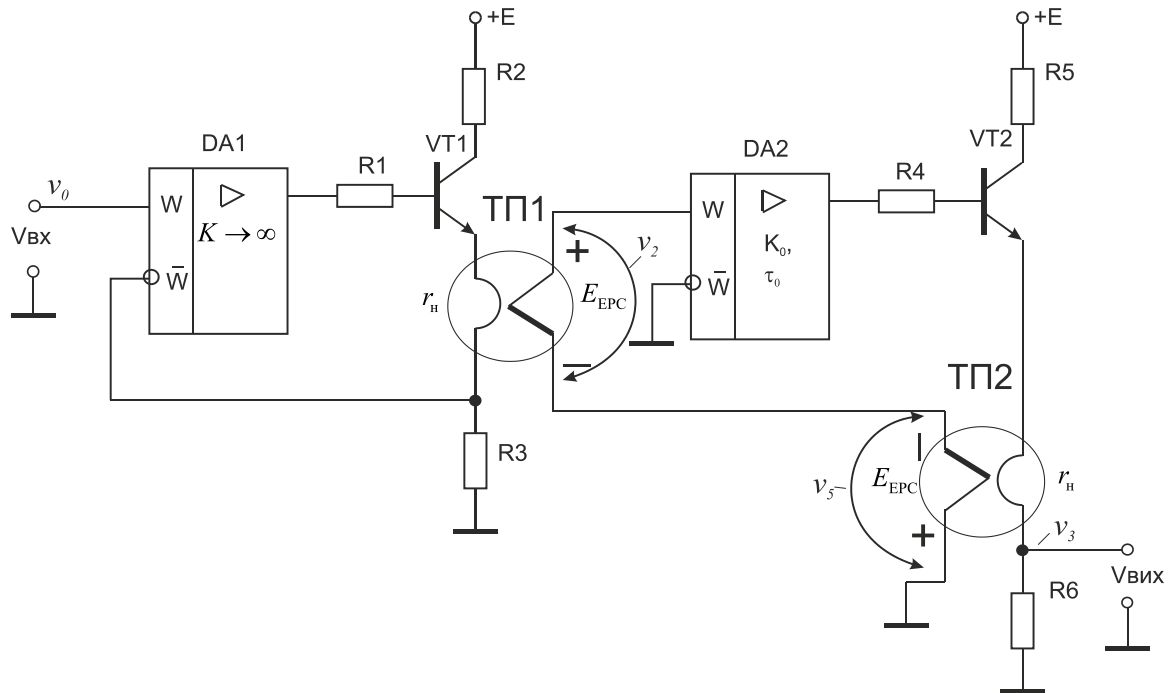 +E
+E
R2
R5
DA1
VT1
DA2
VT2
R1
R4
v₀
W
K → ∞
ТП1
W
K₀,
τ₀
v₂
+
Vвх
W̄
rн
EЕРС
W̄
−
ТП2
R3
−
v₅
EЕРС
rн
+
v₃
Vвих
R6